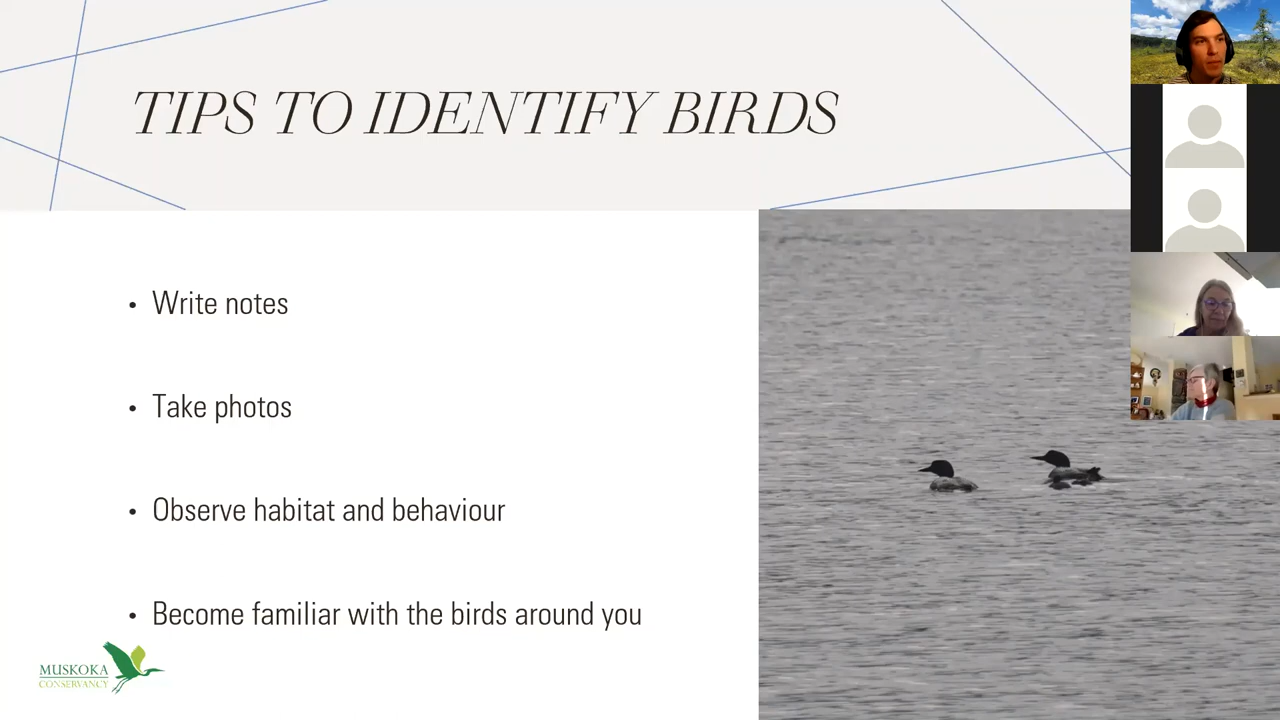 TIPS TO IDENTIFY BIRDS
• Write notes
• Take photos
• Observe habitat and behaviour
• Become familiar with the birds around you
MUSKOKA
CONSERVANCY